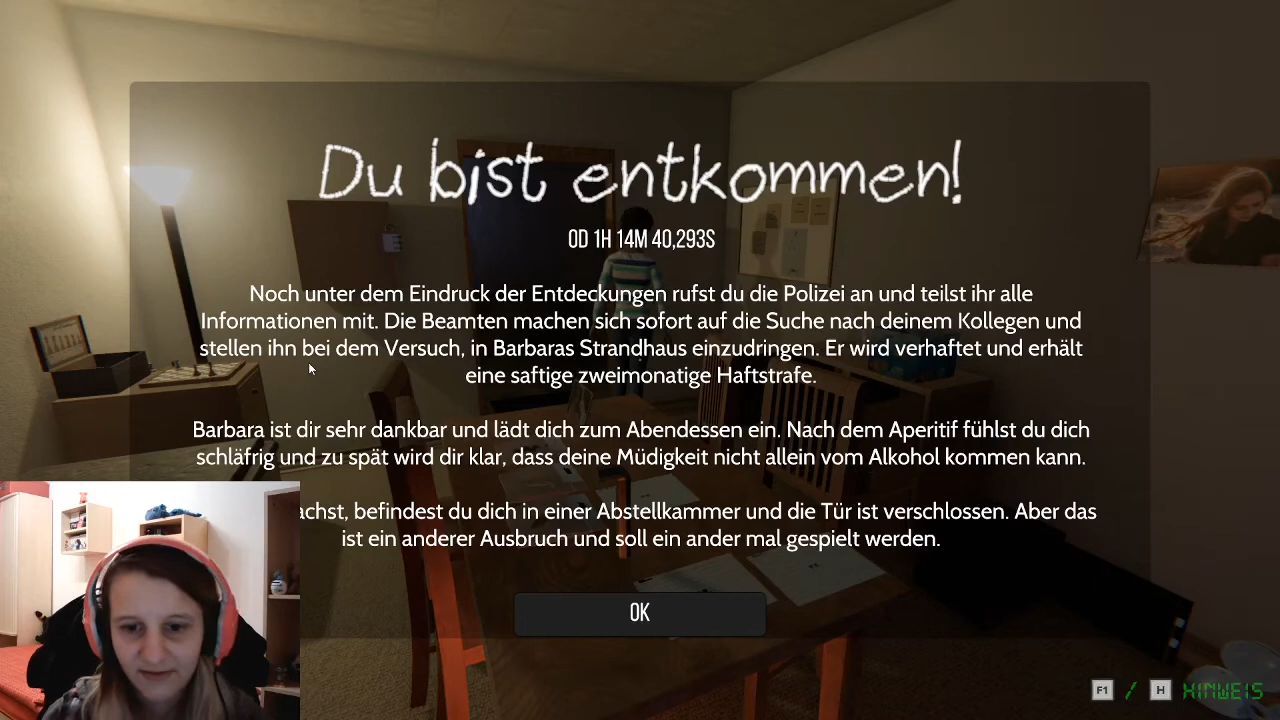 Du bist entkommen!
0D 1H 14M 40,293S
Noch unter dem Eindruck der Entdeckungen rufst du die Polizei an und teilst ihr alle
Informationen mit. Die Beamten machen sich sofort auf die Suche nach deinem Kollegen und
stellen ihn bei dem Versuch, in Barbaras Strandhaus einzudringen. Er wird verhaftet und erhält
eine saftige zweimonatige Haftstrafe.
Barbara ist dir sehr dankbar und lädt dich zum Abendessen ein. Nach dem Aperitif fühlst du dich
schläfrig und zu spät wird dir klar, dass deine Müdigkeit nicht allein vom Alkohol kommen kann.
befindest du dich in einer Abstellkammer und die Tür ist verschlossen. Aber das
ist ein anderer Ausbruch und soll ein ander mal gespielt werden.
OK
F1 / H HINWEIS